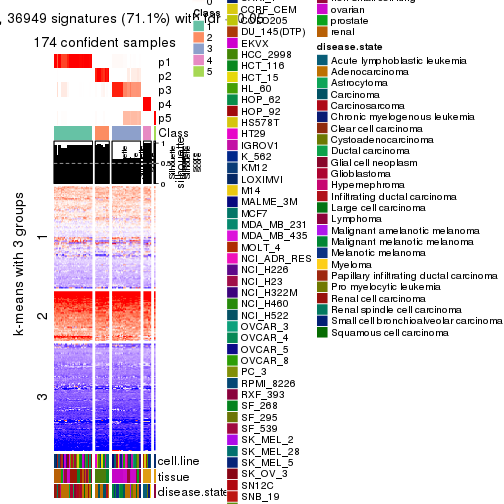 , 36949 signatures (71.1%) with fdr < 0.05
174 confident samples
p1
p2
p3
p4
p5
Class
1
0.5
0
k-means with 3 groups
1
2
3
cell.line
tissue
disease.state
Class
1
2
3
4
5
CCRF_CEM
COLO205
DU_145(DTP)
EKVX
HCC_2998
HCT_116
HCT_15
HL_60
HOP_62
HOP_92
HS578T
HT29
IGROV1
K_562
KM12
LOXIMVI
M14
MALME_3M
MCF7
MDA_MB_231
MDA_MB_435
MOLT_4
NCI_ADR_RES
NCI_H226
NCI_H23
NCI_H322M
NCI_H460
NCI_H522
OVCAR_3
OVCAR_4
OVCAR_5
OVCAR_8
PC_3
RPMI_8226
RXF_393
SF_268
SF_295
SF_539
SK_MEL_2
SK_MEL_28
SK_MEL_5
SK_OV_3
SN12C
SNB_19
ovarian
prostate
renal
disease.state
Acute lymphoblastic leukemia
Adenocarcinoma
Astrocytoma
Carcinoma
Carcinosarcoma
Chronic myelogenous leukemia
Clear cell carcinoma
Cystoadenocarcinoma
Ductal carcinoma
Glial cell neoplasm
Glioblastoma
Hypernephroma
Infiltrating ductal carcinoma
Large cell carcinoma
Lymphoma
Malignant amelanotic melanoma
Malignant melanotic melanoma
Melanotic melanoma
Myeloma
Papillary infiltrating ductal carcinoma
Pro myelocytic leukemia
Renal cell carcinoma
Renal spindle cell carcinoma
Small cell bronchioalveolar carcinoma
Squamous cell carcinoma